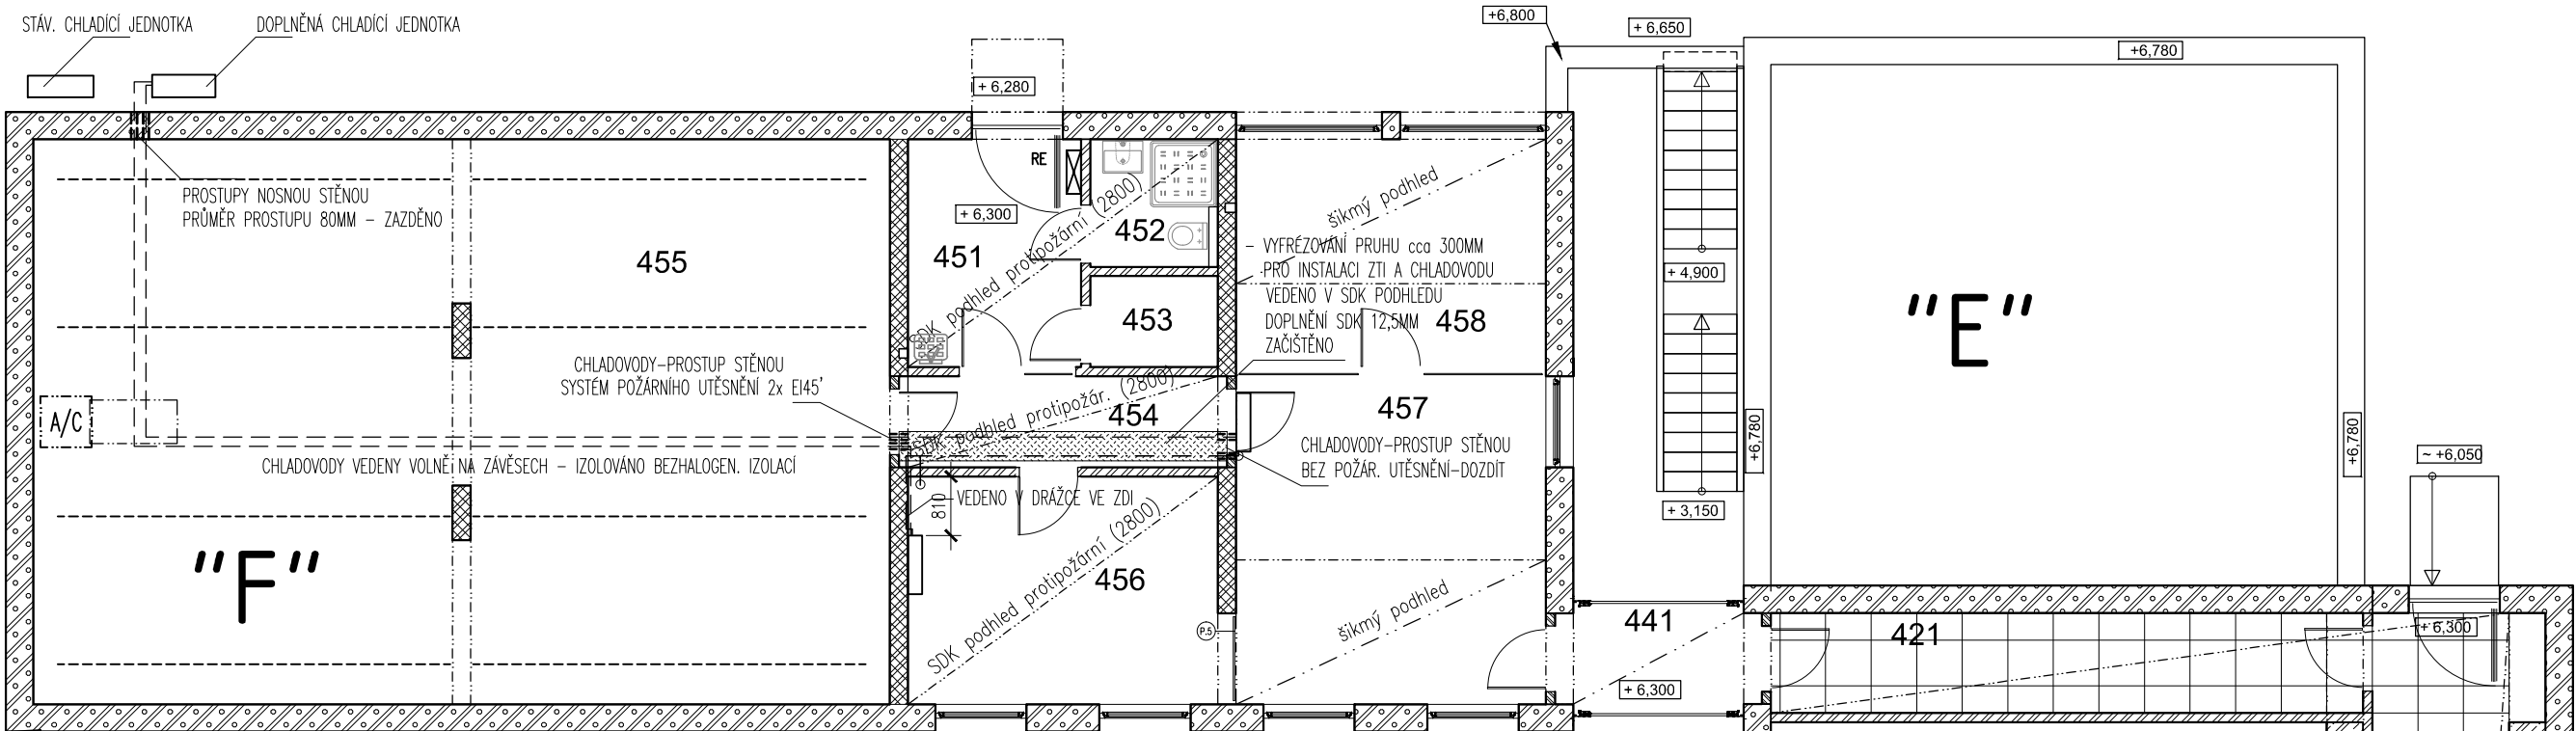 STÁV. CHLADÍCÍ JEDNOTKA
DOPLNĚNÁ CHLADÍCÍ JEDNOTKA
+6,800
+ 6,650
+6,780
+ 6,280
RE
PROSTUPY NOSNOU STĚNOU
PRŮMĚR PROSTUPU 80MM – ZAZDĚNO
+ 6,300
455
451
452
453
SDK podhled protipožární (2800)
šikmý podhled
– VYFRÉZOVÁNÍ PRUHU cca 300MM
PRO INSTALACI ZTI A CHLADOVODU
VEDENO V SDK PODHLEDU
DOPLNĚNÍ SDK 12,5MM
ZAČIŠTĚNO
458
+ 4,900
"E"
CHLADOVODY–PROSTUP STĚNOU
SYSTÉM POŽÁRNÍHO UTĚSNĚNÍ 2x EI45'
A/C
SDK podhled protipožár. (2800)
454
457
CHLADOVODY–PROSTUP STĚNOU
BEZ POŽÁR. UTĚSNĚNÍ–DOZDÍT
+6,780
+6,780
~ +6,050
CHLADOVODY VEDENY VOLNĚ NA ZÁVĚSECH – IZOLOVÁNO BEZHALOGEN. IZOLACÍ
810
VEDENO V DRÁŽCE VE ZDI
+ 3,150
"F"
SDK podhled protipožární (2800)
456
P.5
šikmý podhled
441
421
+ 6,300
+ 6,300